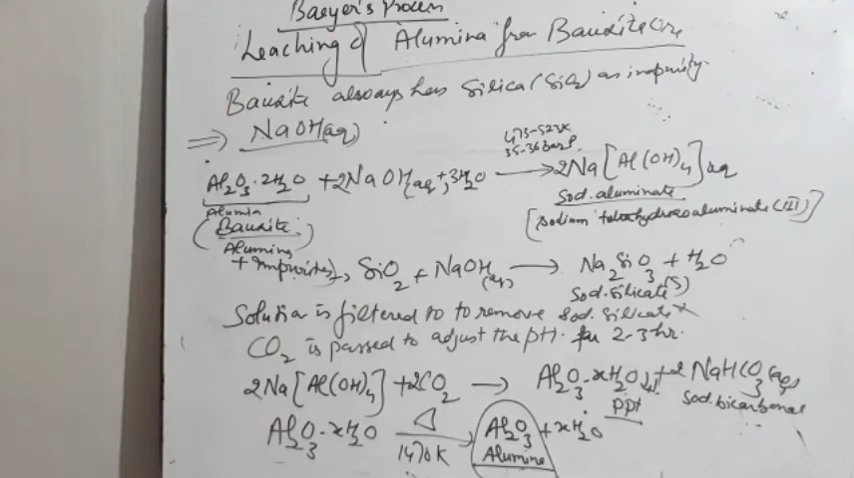 Baeyer's Process
Leaching of Alumina from Bauxite Ore
Bauxite always has Silica (SiO2) as impurity.
⇒ NaOH(aq)
473-523K
35-36 bar P
Al2O3·2H2O + 2NaOH(aq) + 3H2O → 2Na[Al(OH)4]aq
Alumin
Sod. aluminate
(Bauxite)
[Sodium tetrahydroxoaluminate (III)]
Alumina
+ Impurities), SiO2 + NaOH(aq) → Na2SiO3 + H2O
Sod. Silicate(s)
Solution is filtered to to remove Sod. Silicate x
CO2 is passed to adjust the pH. for 2-3 hr.
2Na[Al(OH)4] + 2CO2 → Al2O3·xH2O↓ + 2NaHCO3(aq)
ppt Sod. bicarbonate
Al2O3·xH2O Δ 1470K → Al2O3 + xH2O
Alumina